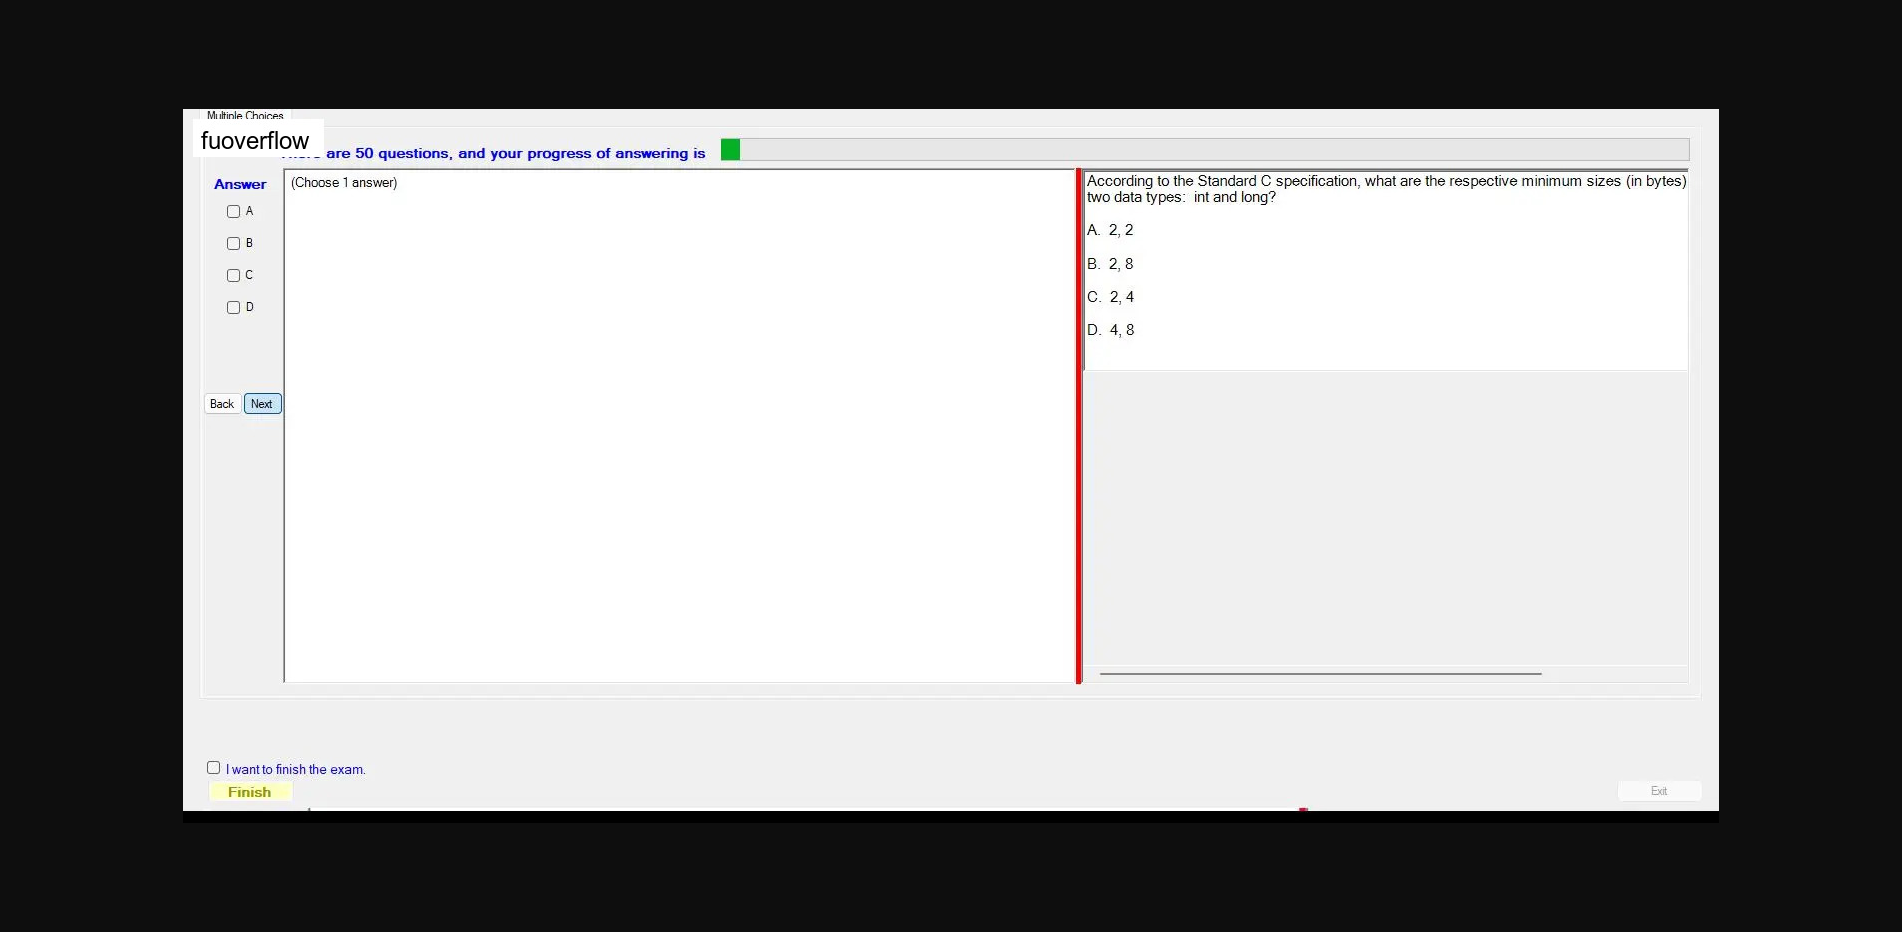 Multiple Choices
fuoverflow
are 50 questions, and your progress of answering is
Answer
(Choose 1 answer)
A
B
C
D
Back Next
According to the Standard C specification, what are the respective minimum sizes (in bytes)
two data types: int and long?
A. 2, 2
B. 2, 8
C. 2, 4
D. 4, 8
I want to finish the exam.
Finish
Exit